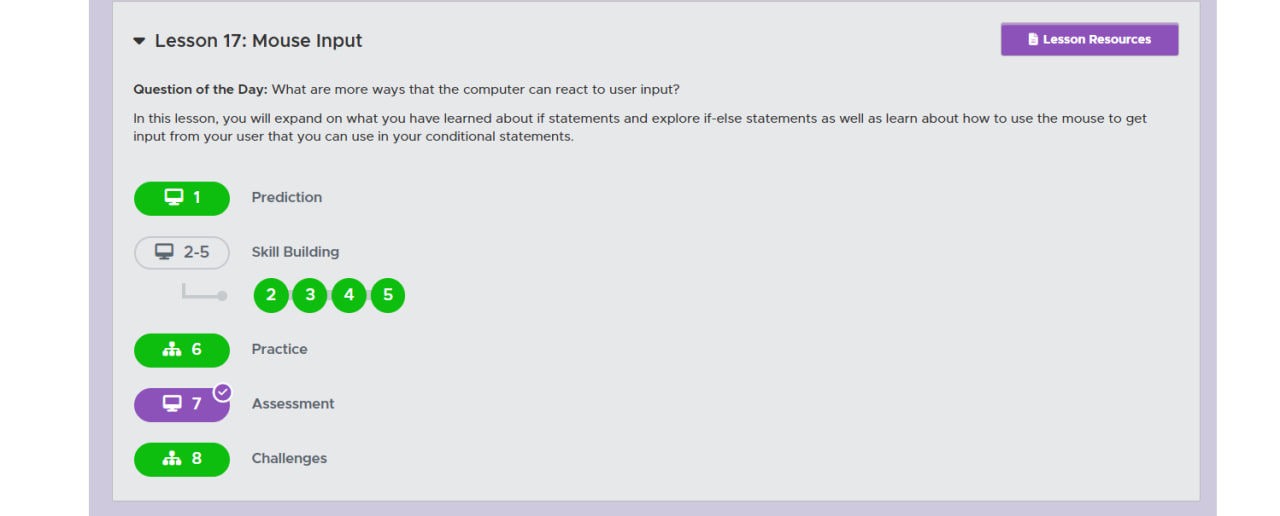 Lesson 17: Mouse Input
Lesson Resources
Question of the Day: What are more ways that the computer can react to user input?
In this lesson, you will expand on what you have learned about if statements and explore if-else statements as well as learn about how to use the mouse to get
input from your user that you can use in your conditional statements.
1 Prediction
2-5 Skill Building
2 3 4 5
6 Practice
7 Assessment
8 Challenges